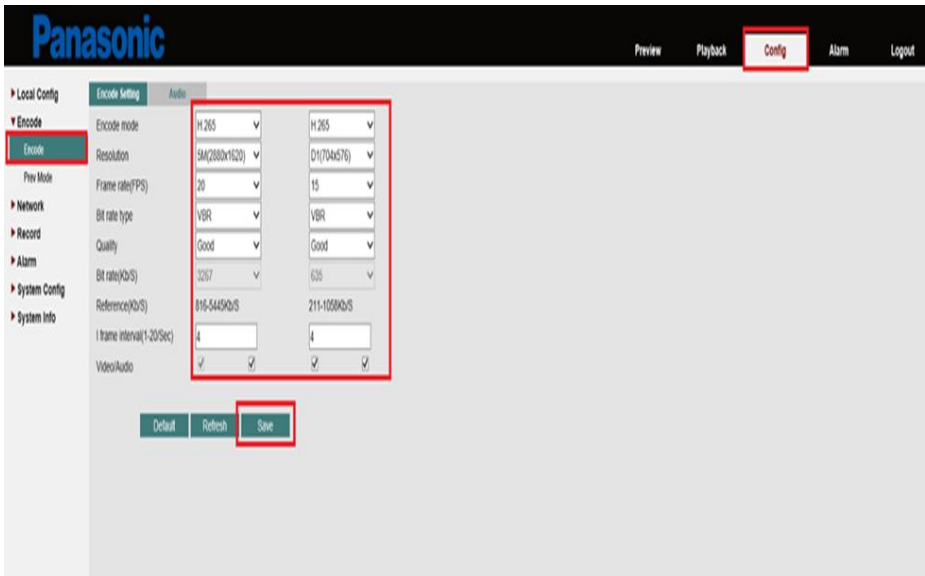 Panasonic
Preview Playback Config Alarm Logout
Local Config
Encode
Encode
Prev Mode
Network
Record
Alarm
System Config
System Info
Encode Setting Audio
Encode mode H.265 H.265
Resolution 5M(2880x1620) D1(704x576)
Frame rate(FPS) 20 15
Bit rate type VBR VBR
Quality Good Good
Bit rate(Kb/S) 3267 635
Reference(Kb/S) 816-5445Kb/S 211-1058Kb/S
I frame interval(1-20/Sec) 4 4
Video/Audio
Default Refresh Save